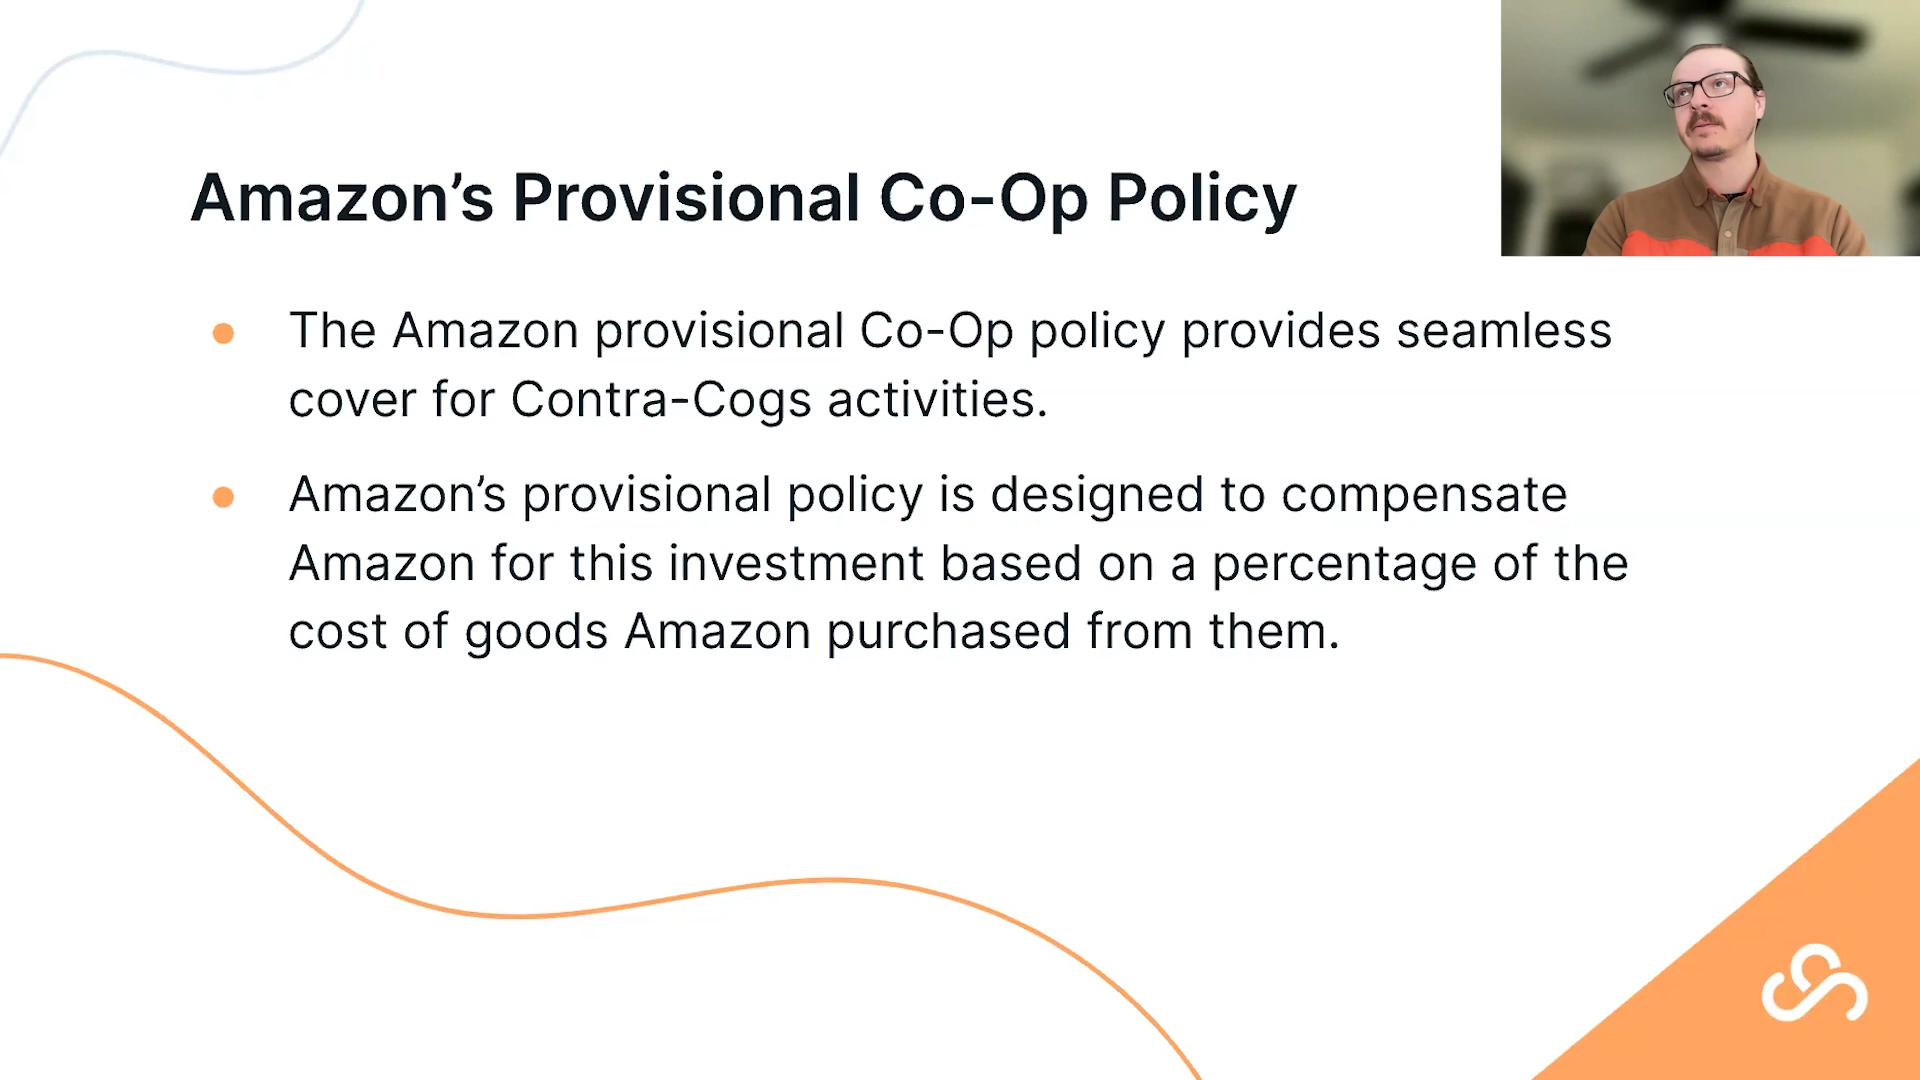 Amazon’s Provisional Co-Op Policy
The Amazon provisional Co-Op policy provides seamless
cover for Contra-Cogs activities.
Amazon’s provisional policy is designed to compensate
Amazon for this investment based on a percentage of the
cost of goods Amazon purchased from them.